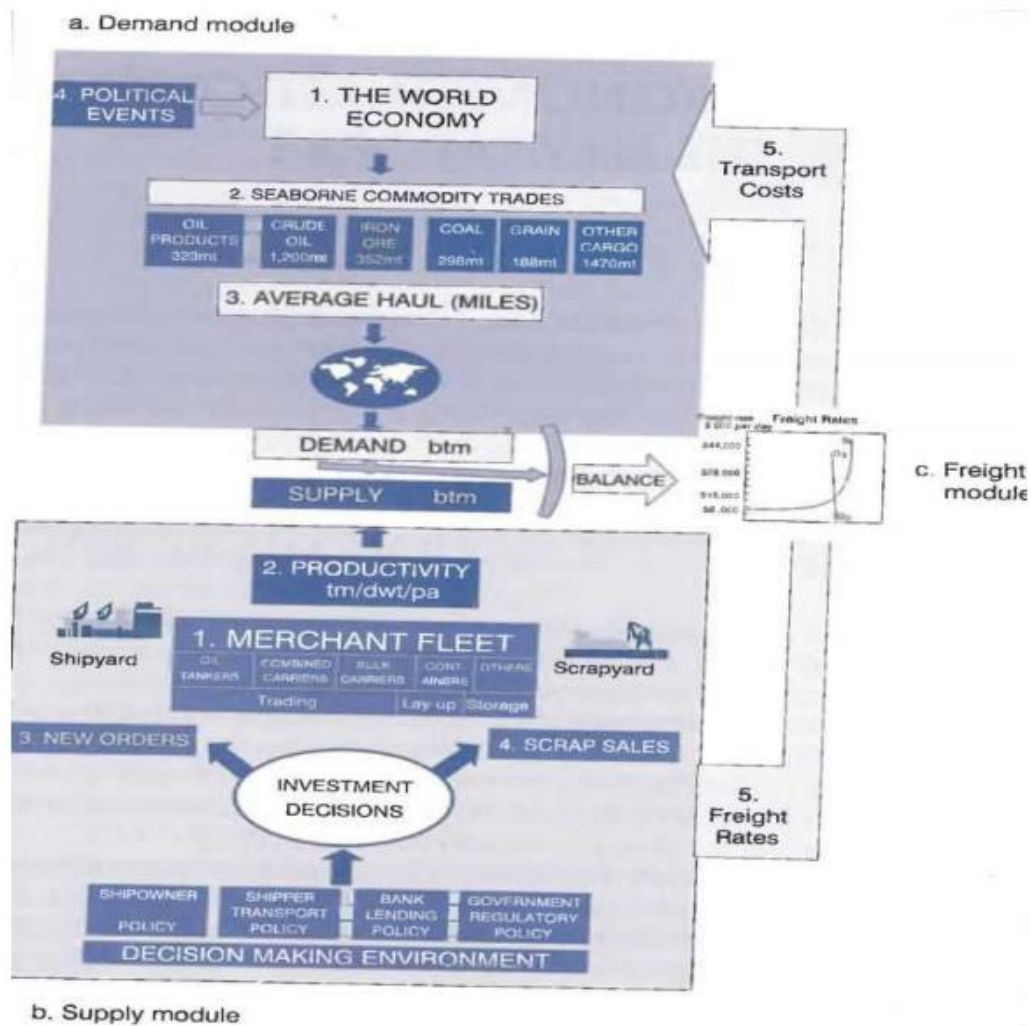 a. Demand module
4. POLITICAL
EVENTS
1. THE WORLD
ECONOMY
5.
Transport
Costs
2. SEABORNE COMMODITY TRADES
OIL
PRODUCTS
323mt
CRUDE
OIL
1,200mt
IRON
ORE
352mt
COAL
298mt
GRAIN
188mt
OTHER
CARGO
1470mt
3. AVERAGE HAUL (MILES)
DEMAND btm
SUPPLY btm
BALANCE
Freight Rates
per day
c. Freight
module
2. PRODUCTIVITY
tm/dwt/pa
Shipyard
1. MERCHANT FLEET
OIL
TANKERS
COMBINED
CARRIERS
BULK
CARRIERS
CONT
AINERS
OTHERS
Trading
Lay up
Storage
Scrapyard
3. NEW ORDERS
4. SCRAP SALES
INVESTMENT
DECISIONS
5.
Freight
Rates
SHIPOWNER
POLICY
SHIPPER
TRANSPORT
POLICY
BANK
LENDING
POLICY
GOVERNMENT
REGULATORY
POLICY
DECISION MAKING ENVIRONMENT
b. Supply module